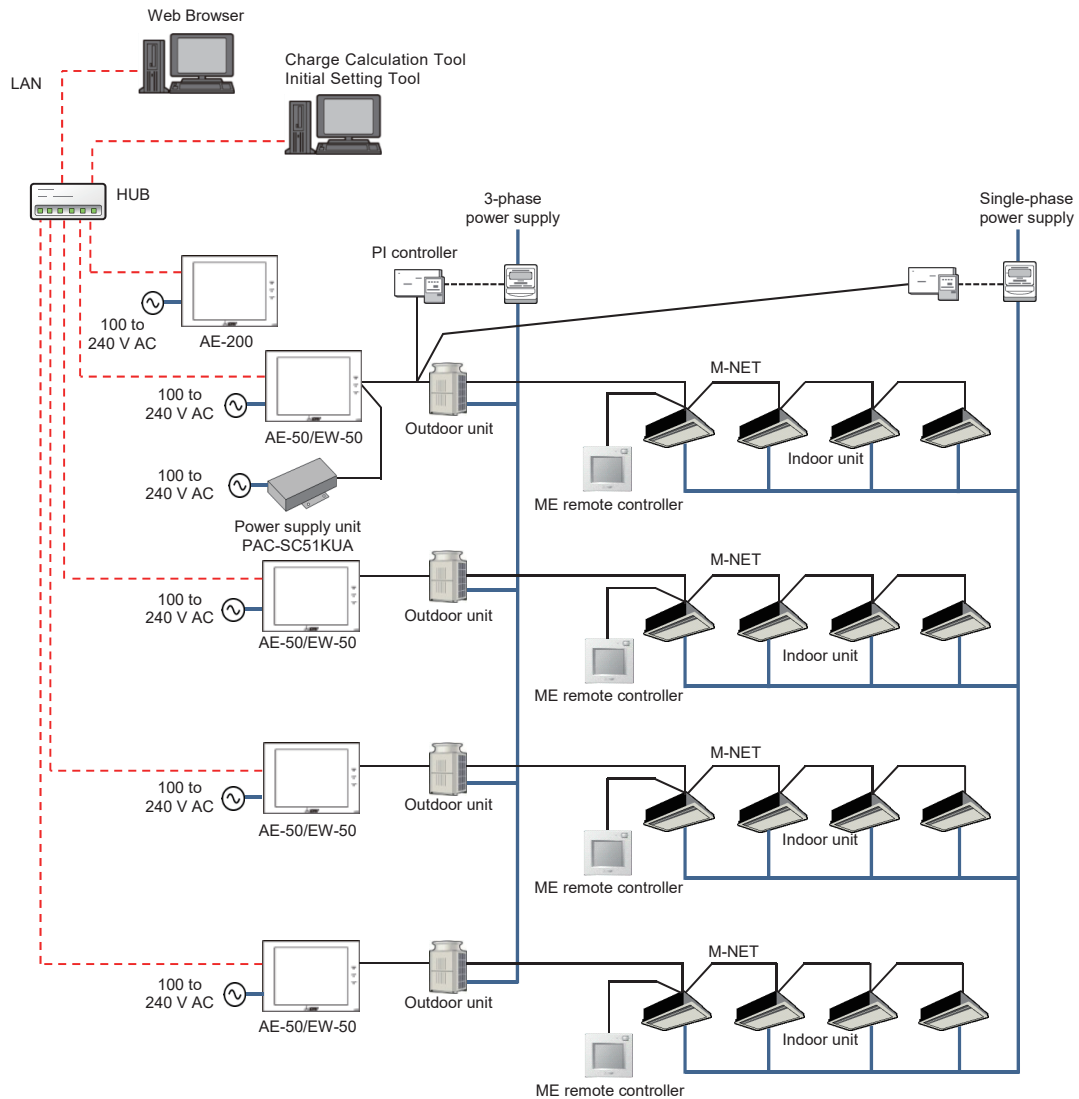 Web Browser
Charge Calculation Tool
Initial Setting Tool
LAN
HUB
3-phase
power supply
Single-phase
power supply
PI controller
100 to
240 V AC
AE-200
M-NET
100 to
240 V AC
AE-50/EW-50
Outdoor unit
Indoor unit
100 to
240 V AC
ME remote controller
Power supply unit
PAC-SC51KUA
M-NET
100 to
240 V AC
Outdoor unit
AE-50/EW-50
Indoor unit
ME remote controller
M-NET
100 to
240 V AC
Outdoor unit
AE-50/EW-50
Indoor unit
ME remote controller
M-NET
100 to
240 V AC
Outdoor unit
AE-50/EW-50
Indoor unit
ME remote controller